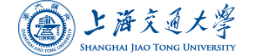 上海交通大学
SHANGHAI JIAO TONG UNIVERSITY